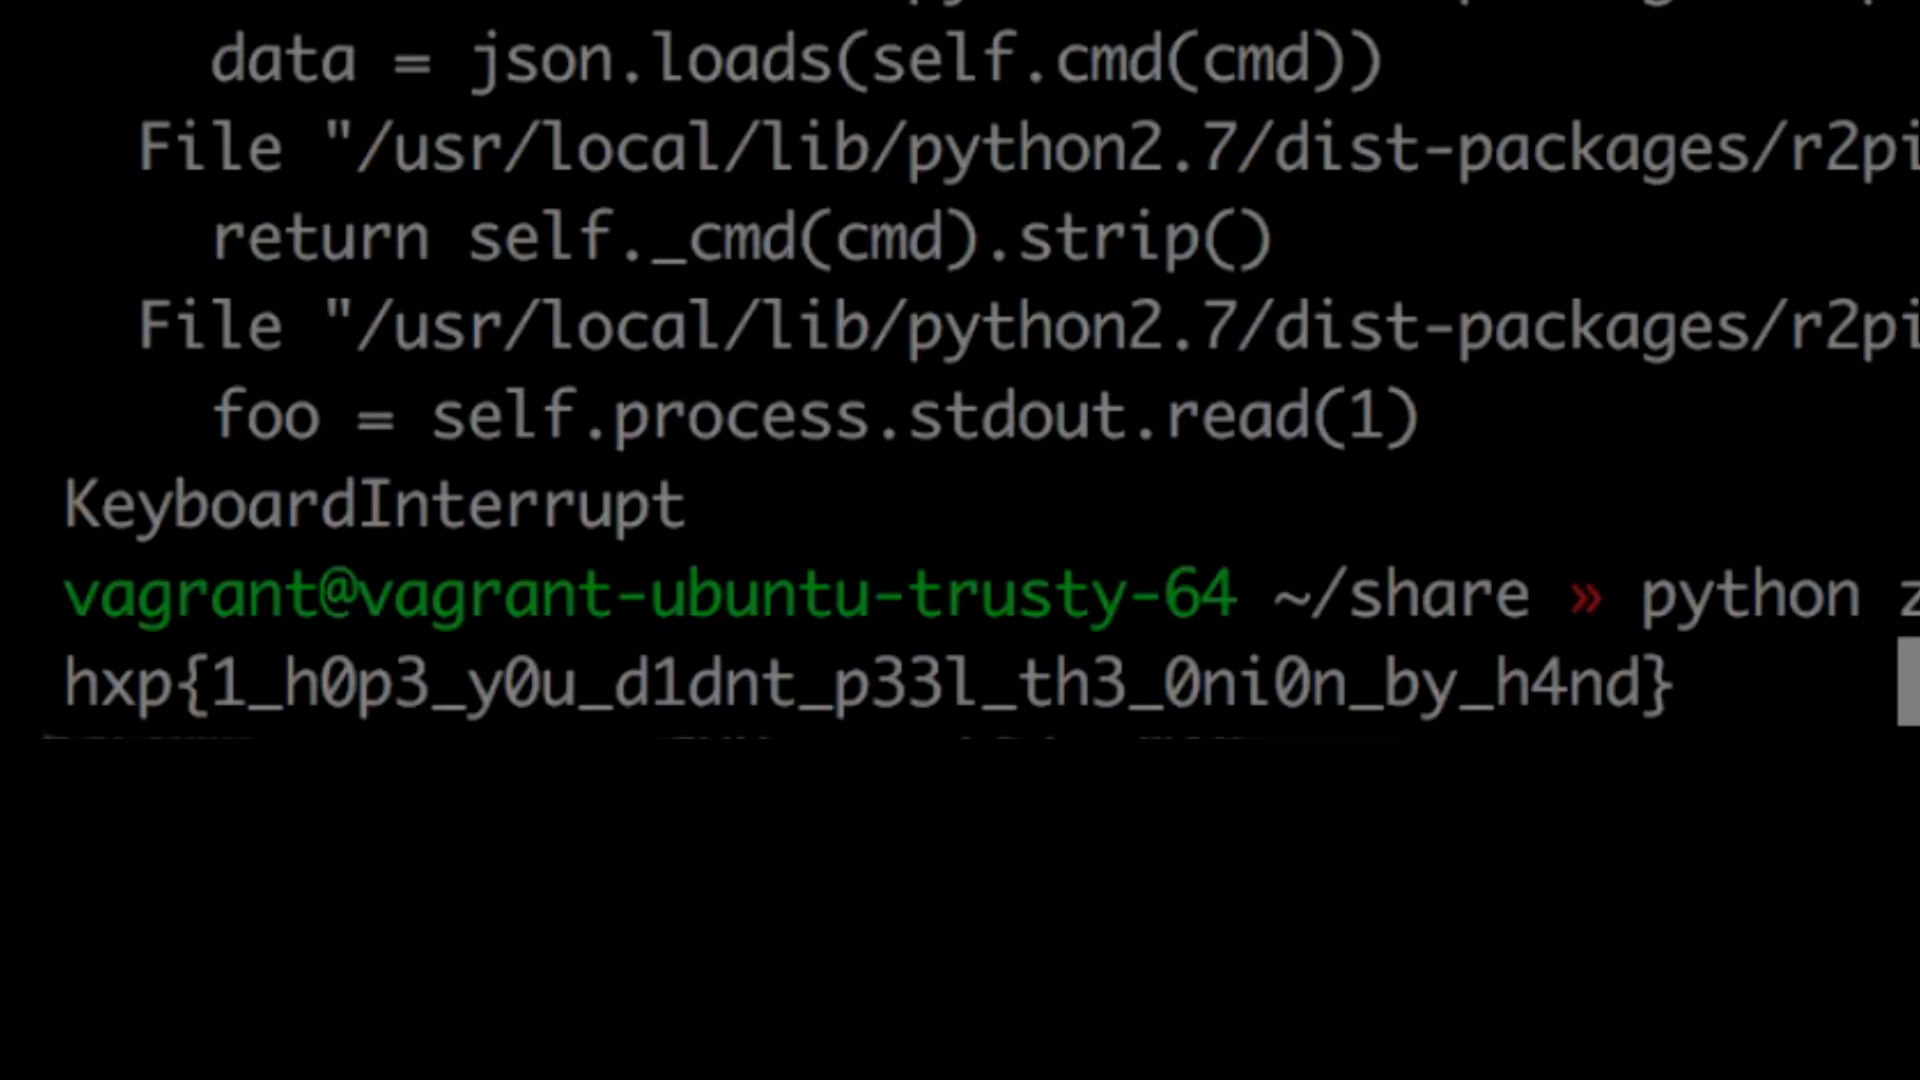 data = json.loads(self.cmd(cmd))
File "/usr/local/lib/python2.7/dist-packages/r2pi
return self._cmd(cmd).strip()
File "/usr/local/lib/python2.7/dist-packages/r2pi
foo = self.process.stdout.read(1)
KeyboardInterrupt
vagrant@vagrant-ubuntu-trusty-64 ~/share » python z
hxp{1_h0p3_y0u_d1dnt_p33l_th3_0ni0n_by_h4nd}